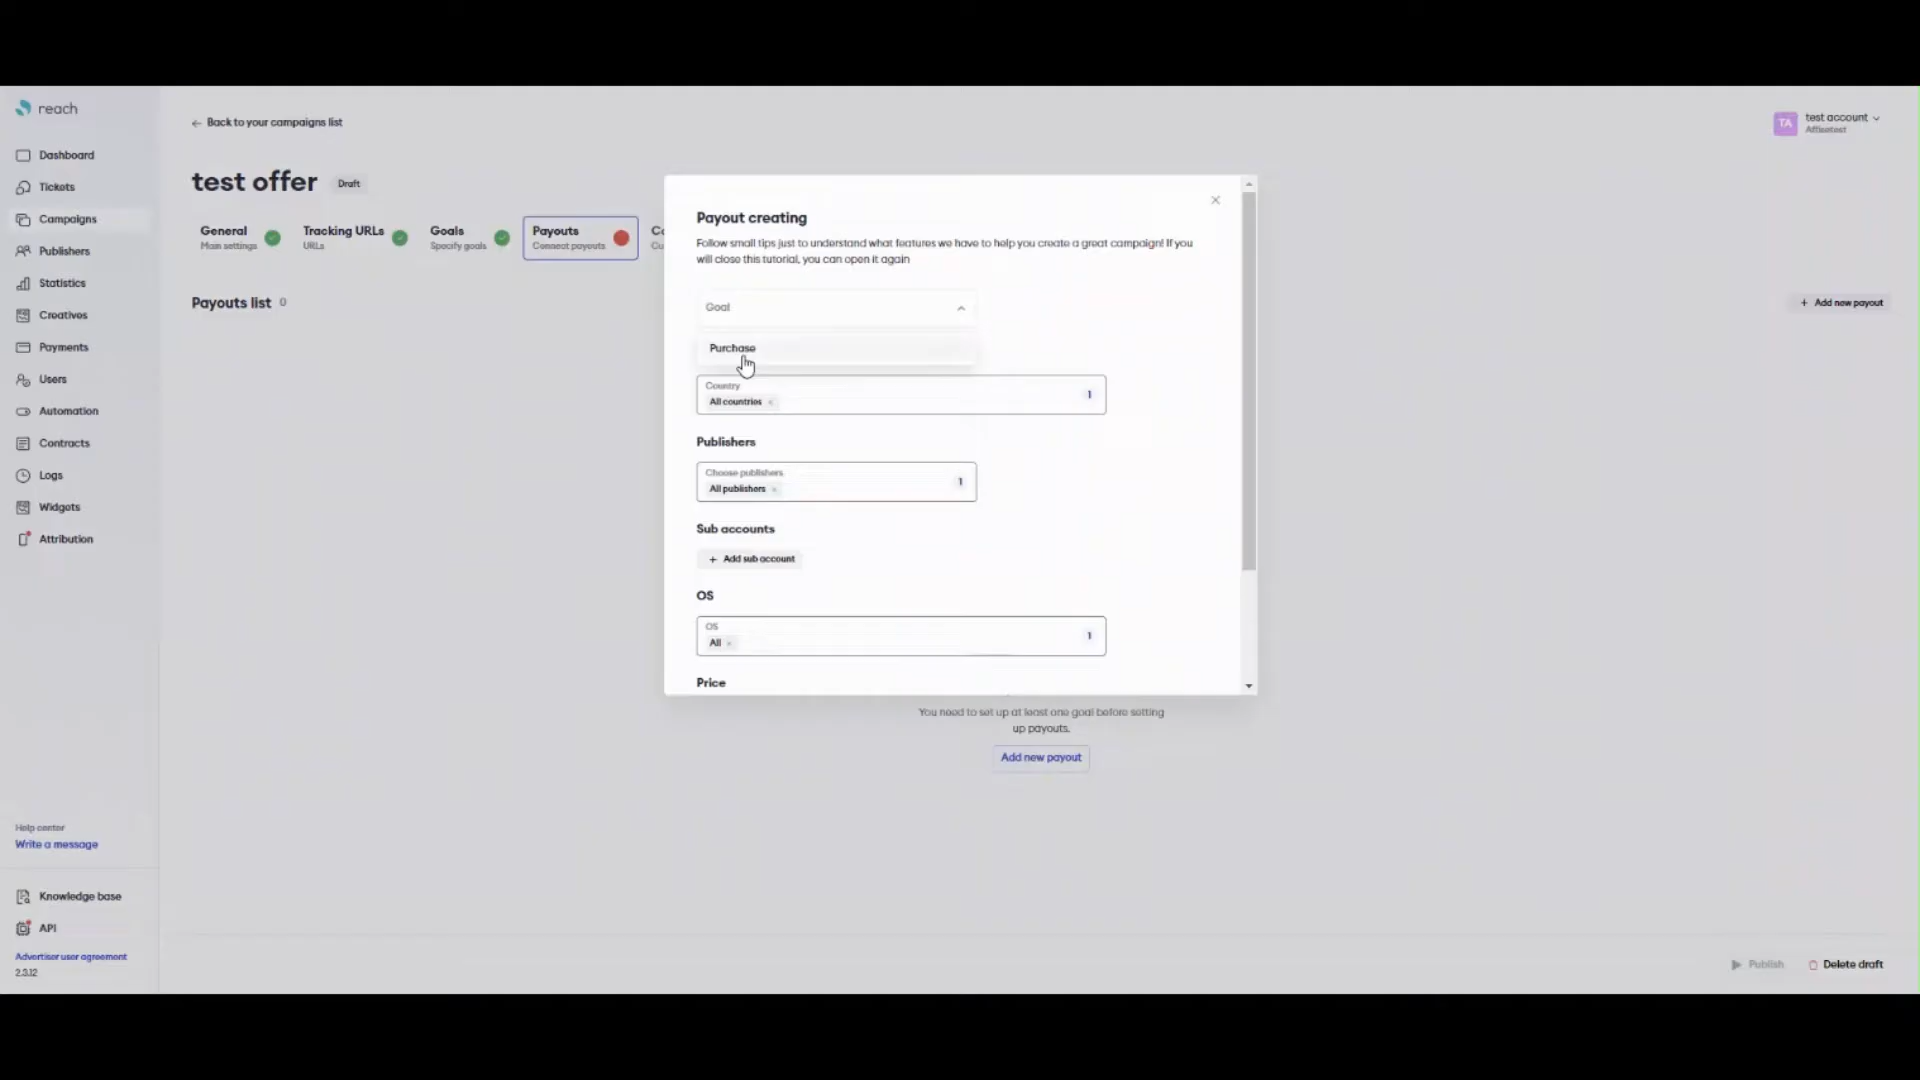 reach
Dashboard
Tickets
Campaigns
Publishers
Statistics
Creatives
Payments
Users
Automation
Contracts
Logs
Widgets
Attribution
Help center
Write a message
Knowledge base
API
Advertiser user agreement
2.3.12
← Back to your campaigns list
TA
test account
Affisetest
test offer
Draft
General
Main settings
Tracking URLs
URLs
Goals
Specify goals
Payouts
Connect payouts
Payouts list 0
+ Add new payout
Payout creating
Follow small tips just to understand what features we have to help you create a great campaign! If you
will close this tutorial, you can open it again
Goal
Purchase
Country
All countries ×
1
Publishers
Choose publishers
All publishers ×
1
Sub accounts
+ Add sub account
OS
OS
All ×
1
Price
You need to set up at least one goal before setting
up payouts.
Add new payout
Publish
Delete draft